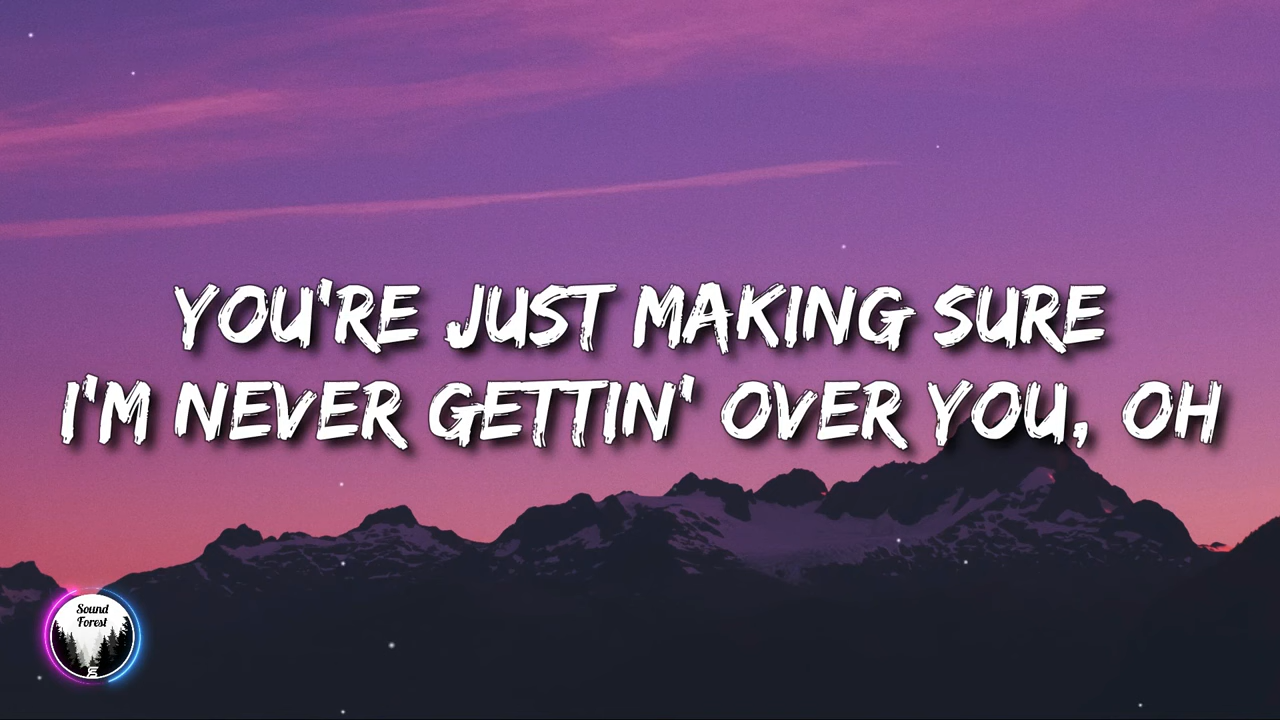 YOU'RE JUST MAKING SURE
I'M NEVER GETTIN' OVER YOU, OH
Sound
Forest